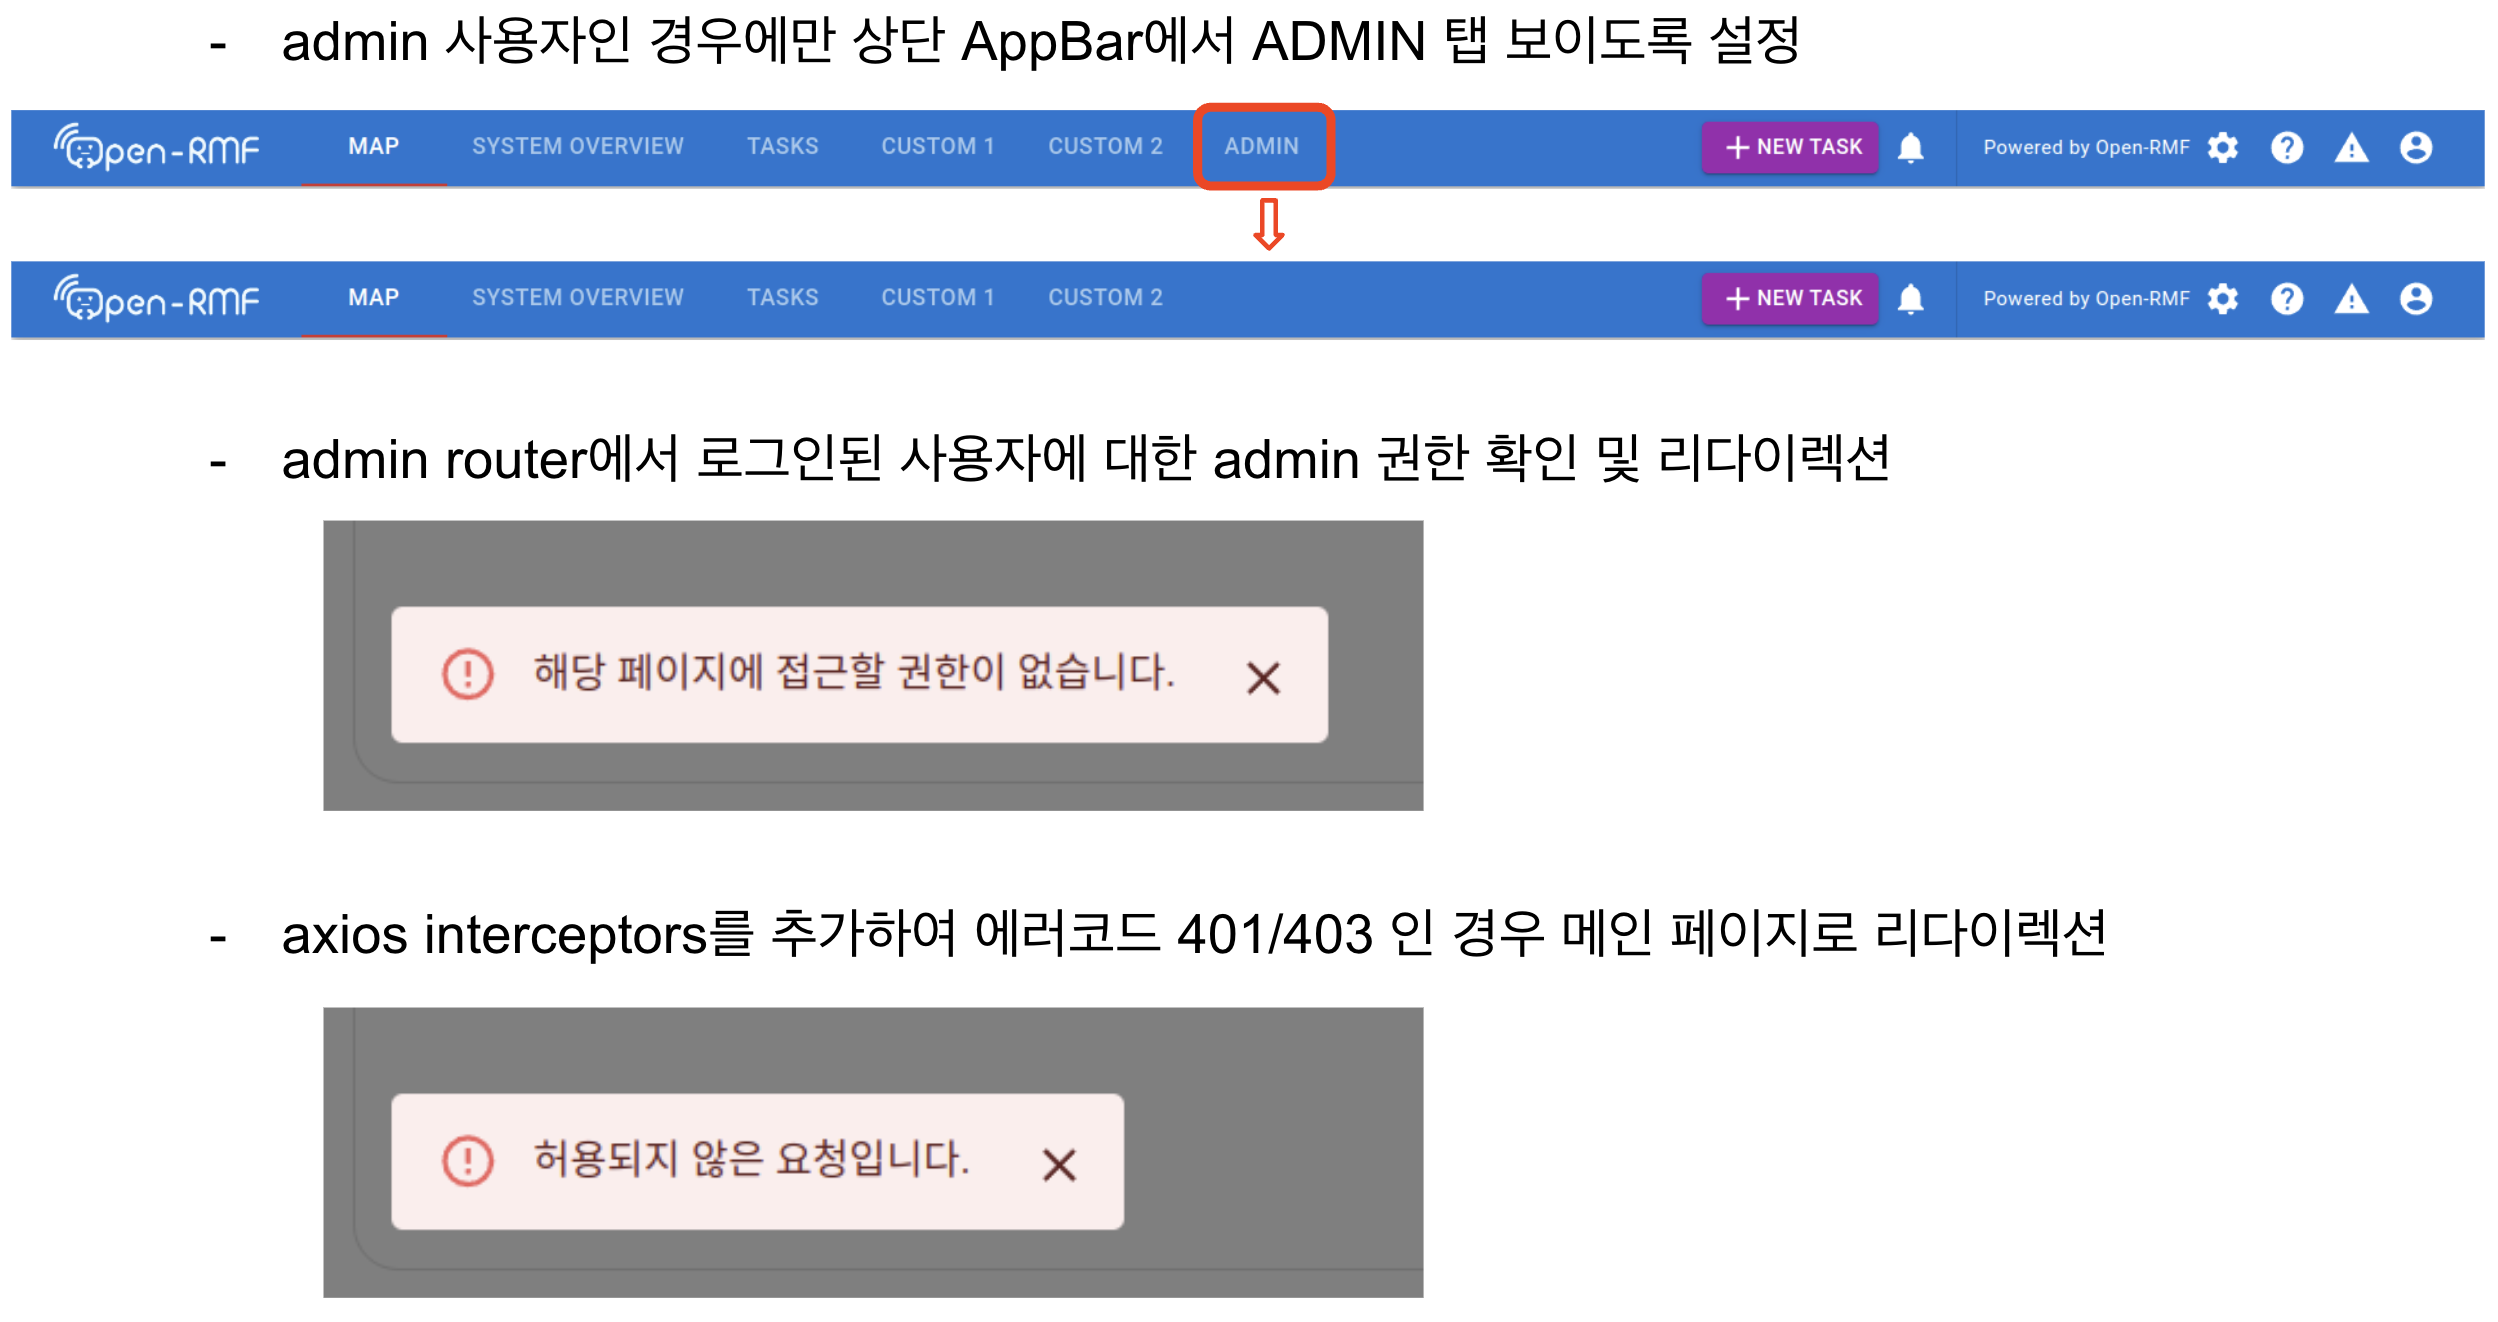 - admin 사용자인 경우에만 상단 AppBar에서 ADMIN 탭 보이도록 설정
Open-RMF MAP SYSTEM OVERVIEW TASKS CUSTOM 1 CUSTOM 2 ADMIN + NEW TASK Powered by Open-RMF
Open-RMF MAP SYSTEM OVERVIEW TASKS CUSTOM 1 CUSTOM 2 + NEW TASK Powered by Open-RMF
- admin router에서 로그인된 사용자에 대한 admin 권한 확인 및 리다이렉션
해당 페이지에 접근할 권한이 없습니다.
- axios interceptors를 추가하여 에러코드 401/403 인 경우 메인 페이지로 리다이렉션
허용되지 않은 요청입니다.